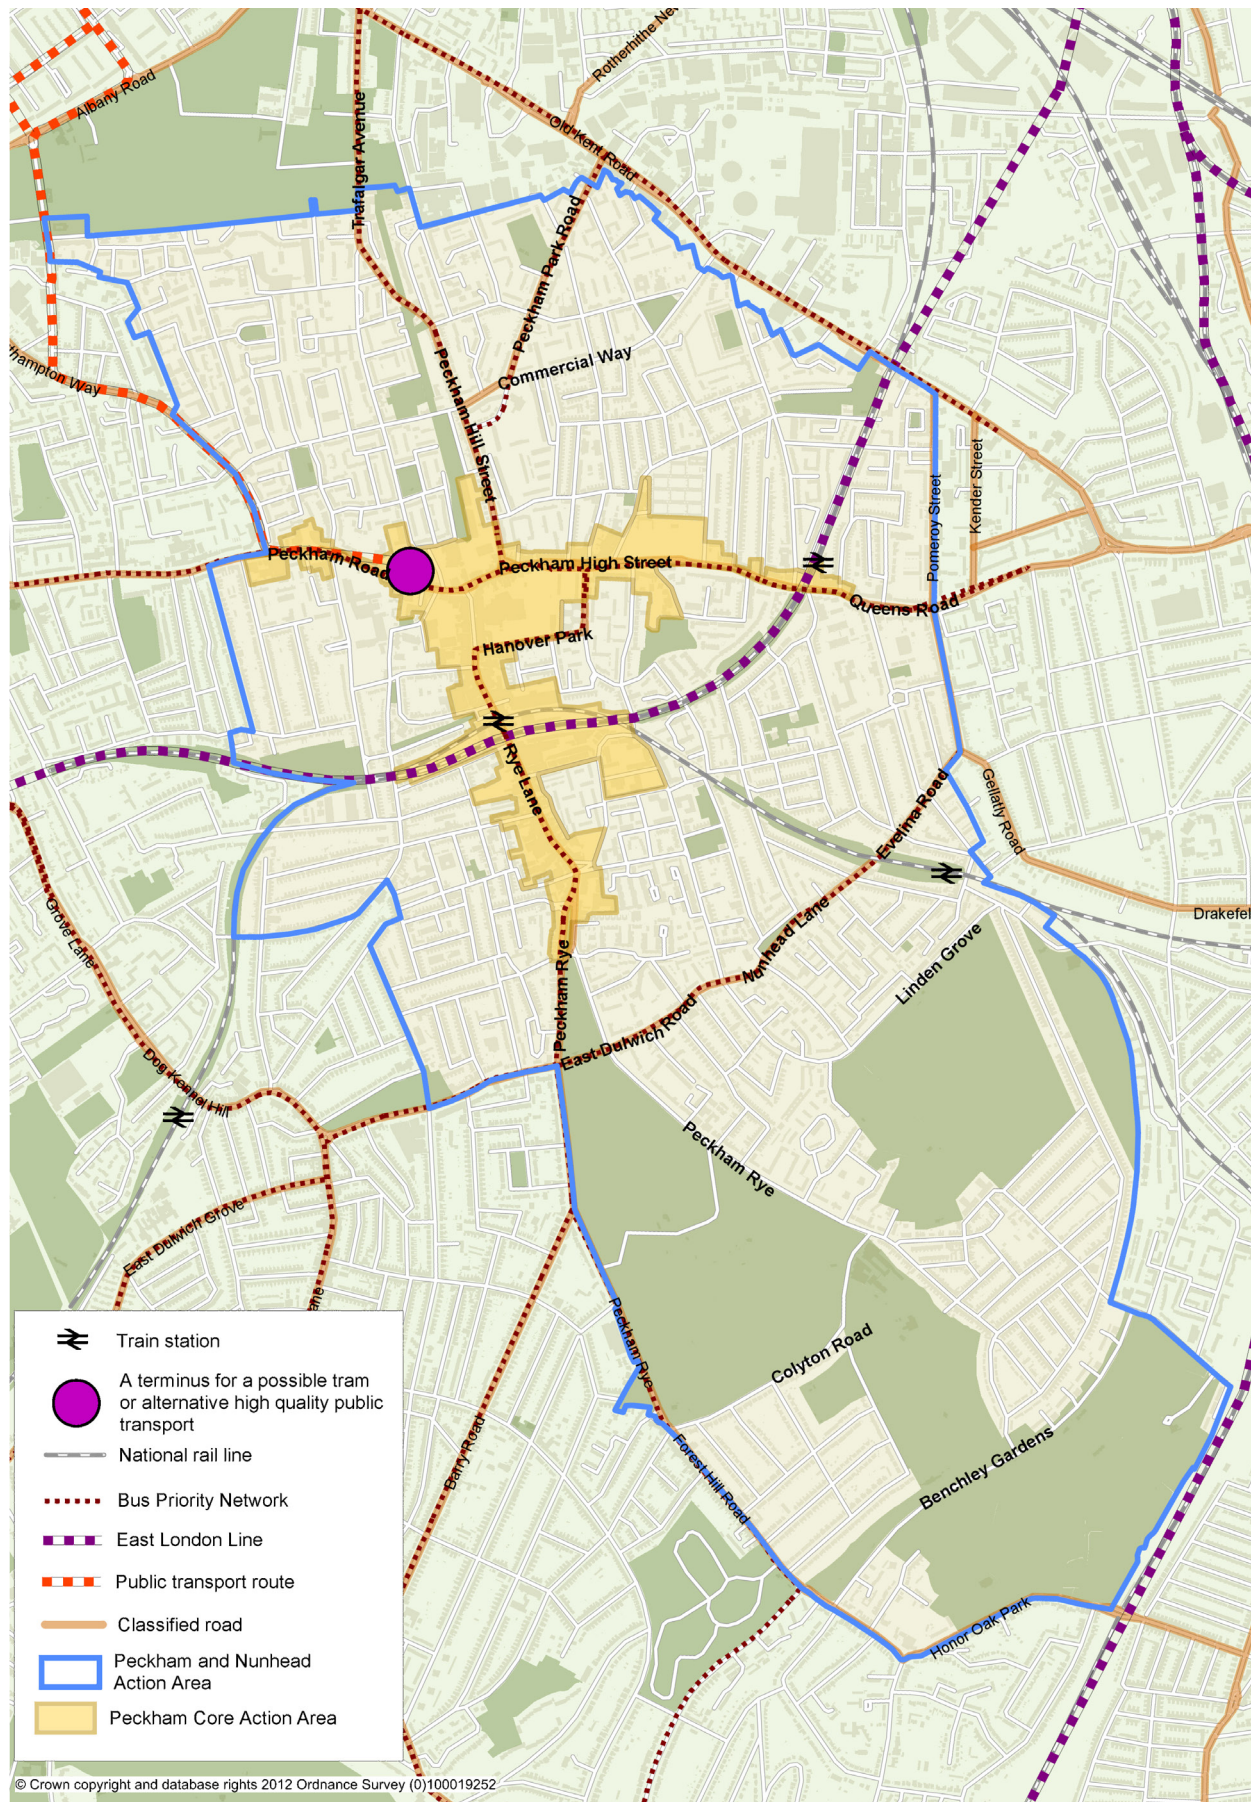 Rotherhithe Ne
Albany Road
Old Kent Road
Trafalgar Avenue
Peckham Park Road
Commercial Way
hampton Way
Peckham Hill Street
Kender Street
Pomeroy Street
Peckham Road
Peckham High Street
Queens Road
Hanover Park
Rye Lane
Evelina Road
Gellatly Road
Drakefel
Grove Lane
Nunhead Lane
Linden Grove
Peckham Rye
East Dulwich Road
Dog Kennel Hill
Peckham Rye
East Dulwich Grove
ane
Peckham Rye
Colyton Road
Barry Road
Forest Hill Road
Benchley Gardens
Honor Oak Park
Train station
A terminus for a possible tram
or alternative high quality public
transport
National rail line
Bus Priority Network
East London Line
Public transport route
Classified road
Peckham and Nunhead
Action Area
Peckham Core Action Area
© Crown copyright and database rights 2012 Ordnance Survey (0)100019252